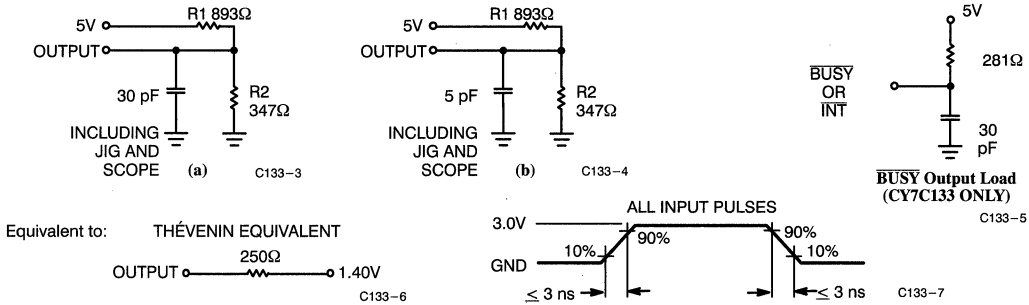 5V
R1 893Ω
OUTPUT
30 pF
R2
347Ω
INCLUDING
JIG AND
SCOPE
(a)
C133–3
5V
R1 893Ω
OUTPUT
5 pF
R2
347Ω
INCLUDING
JIG AND
SCOPE
(b)
C133–4
5V
281Ω
BUSY
OR
INT
30
pF
BUSY Output Load
(CY7C133 ONLY)
C133–5
Equivalent to:
THÉVENIN EQUIVALENT
250Ω
OUTPUT
1.40V
C133–6
ALL INPUT PULSES
3.0V
GND
10%
90%
90%
10%
≤ 3 ns
≤ 3 ns
C133–7